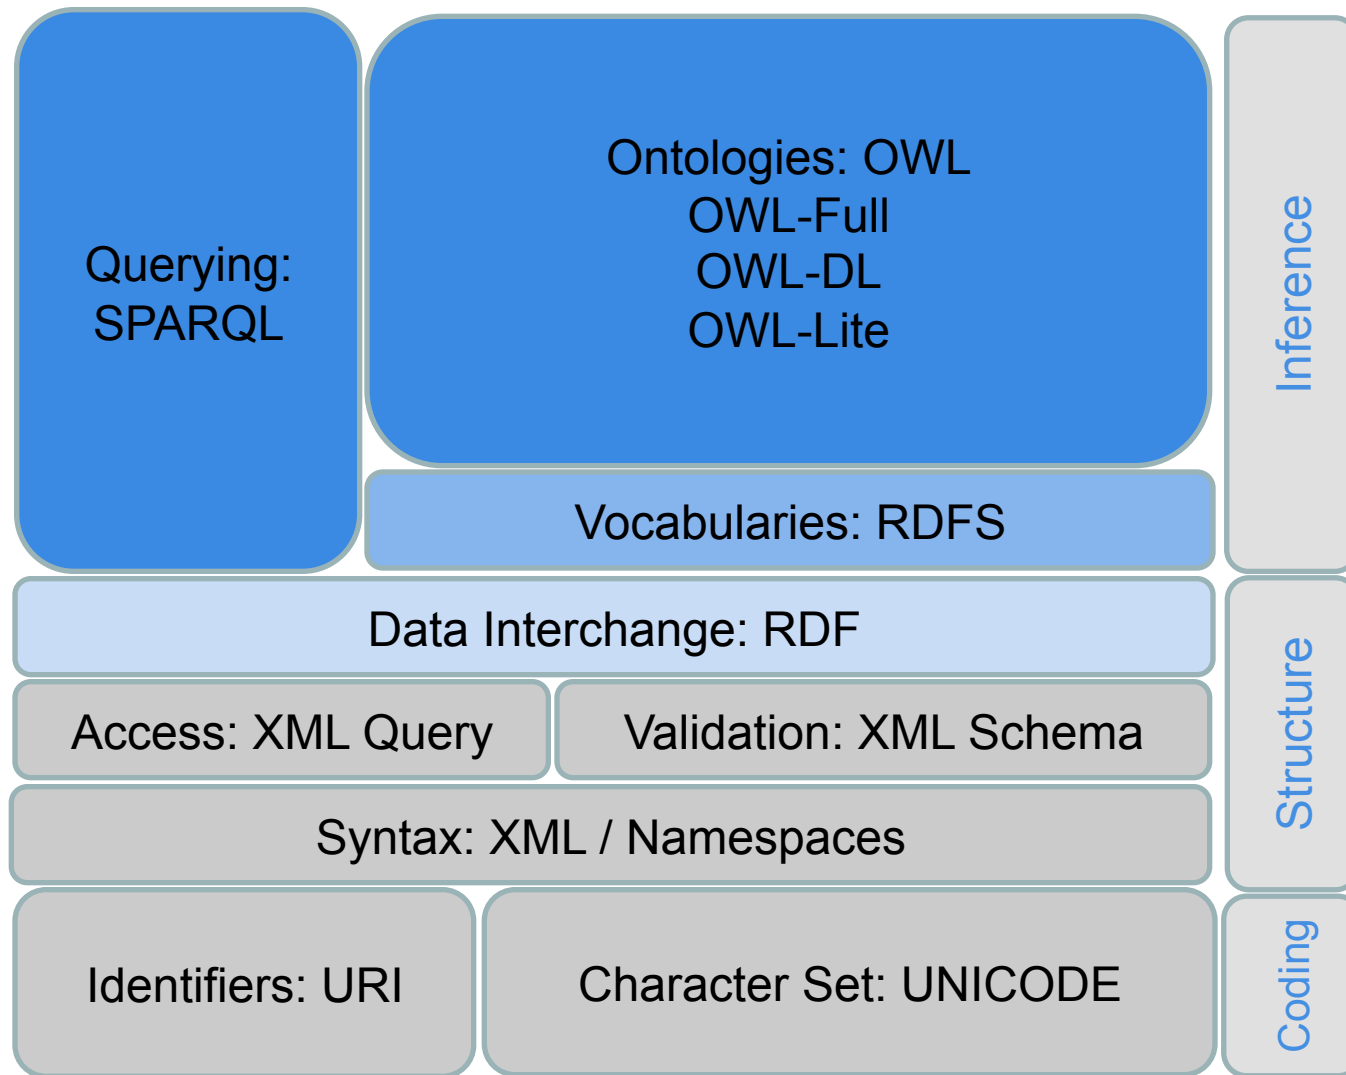 Querying:
SPARQL
Ontologies: OWL
OWL-Full
OWL-DL
OWL-Lite
Inference
Vocabularies: RDFS
Data Interchange: RDF
Structure
Access: XML Query
Validation: XML Schema
Syntax: XML / Namespaces
Identifiers: URI
Character Set: UNICODE
Coding